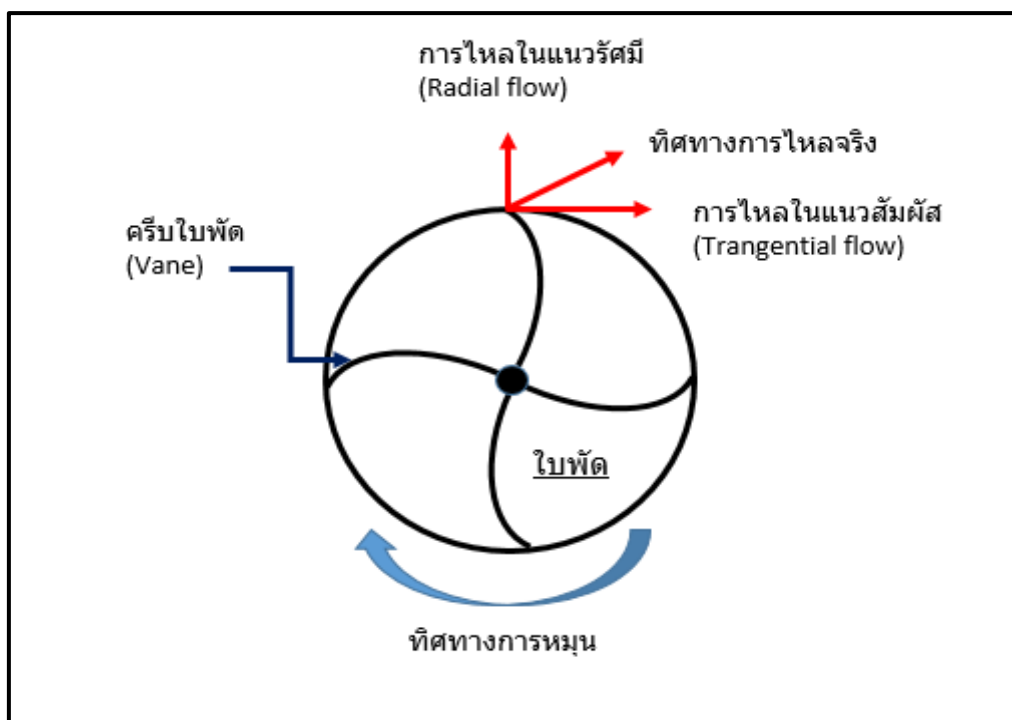 การไหลในแนวรัศมี
(Radial flow)
ทิศทางการไหลจริง
การไหลในแนวสัมผัส
(Trangential flow)
ครีบใบพัด
(Vane)
ใบพัด
ทิศทางการหมุน